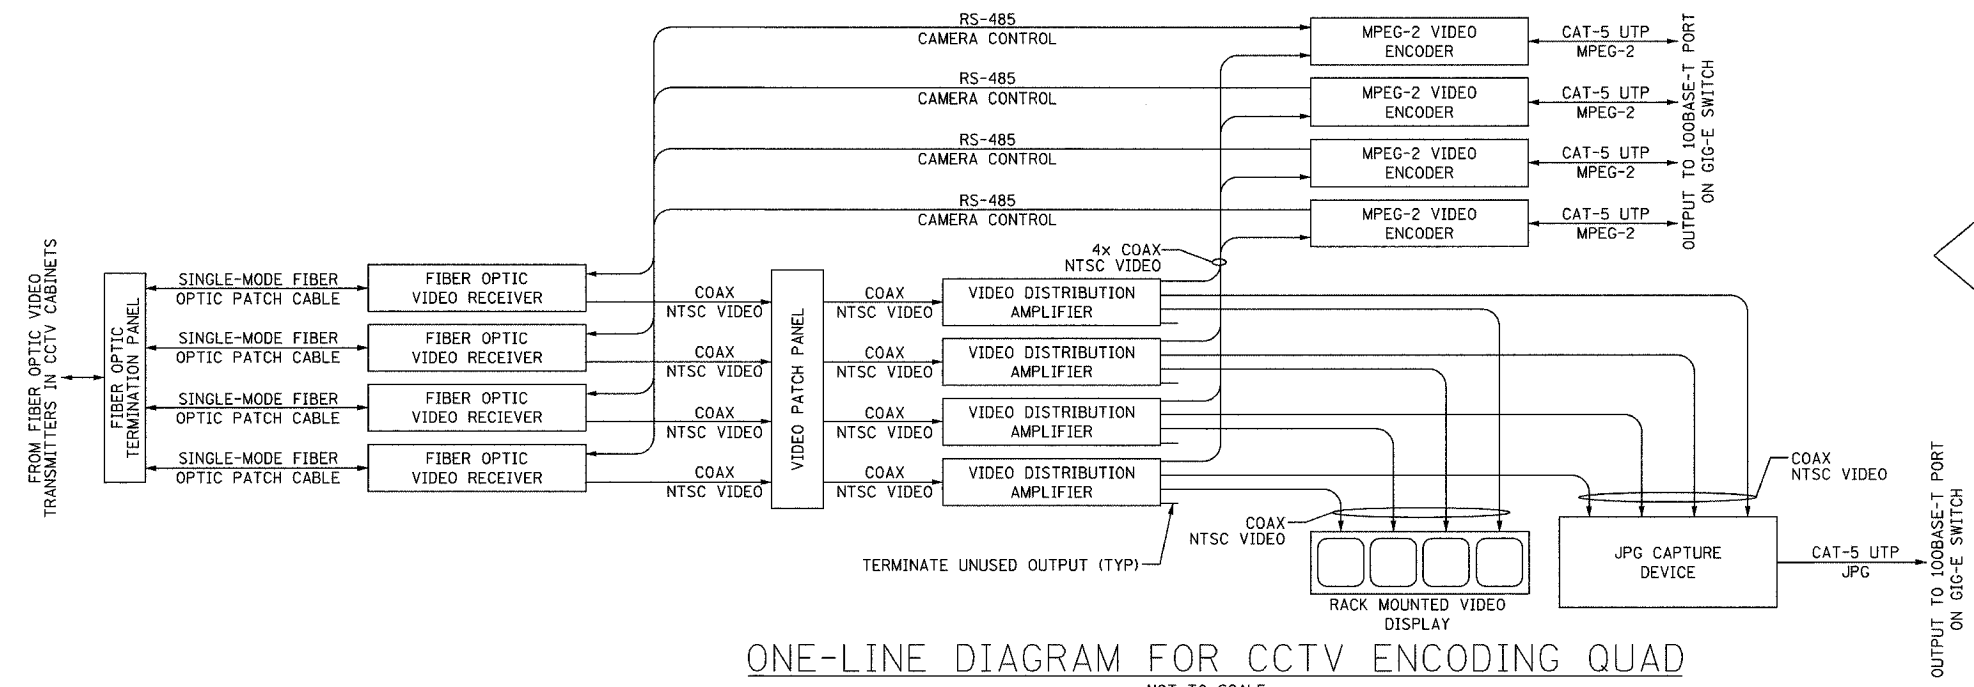 RS-485
CAMERA CONTROL
MPEG-2 VIDEO
ENCODER
CAT-5 UTP
MPEG-2
RS-485
CAMERA CONTROL
MPEG-2 VIDEO
ENCODER
CAT-5 UTP
MPEG-2
RS-485
CAMERA CONTROL
MPEG-2 VIDEO
ENCODER
CAT-5 UTP
MPEG-2
RS-485
CAMERA CONTROL
MPEG-2 VIDEO
ENCODER
CAT-5 UTP
MPEG-2
OUTPUT TO 100BASE-T PORT
ON GIG-E SWITCH
4x COAX
NTSC VIDEO
FROM FIBER OPTIC VIDEO
TRANSMITTERS IN CCTV CABINETS
FIBER OPTIC
TERMINATION PANEL
SINGLE-MODE FIBER
OPTIC PATCH CABLE
FIBER OPTIC
VIDEO RECEIVER
COAX
NTSC VIDEO
SINGLE-MODE FIBER
OPTIC PATCH CABLE
FIBER OPTIC
VIDEO RECEIVER
COAX
NTSC VIDEO
SINGLE-MODE FIBER
OPTIC PATCH CABLE
FIBER OPTIC
VIDEO RECIEVER
COAX
NTSC VIDEO
SINGLE-MODE FIBER
OPTIC PATCH CABLE
FIBER OPTIC
VIDEO RECEIVER
COAX
NTSC VIDEO
VIDEO PATCH PANEL
COAX
NTSC VIDEO
VIDEO DISTRIBUTION
AMPLIFIER
COAX
NTSC VIDEO
VIDEO DISTRIBUTION
AMPLIFIER
COAX
NTSC VIDEO
VIDEO DISTRIBUTION
AMPLIFIER
COAX
NTSC VIDEO
VIDEO DISTRIBUTION
AMPLIFIER
TERMINATE UNUSED OUTPUT (TYP)
COAX
NTSC VIDEO
RACK MOUNTED VIDEO
DISPLAY
COAX
NTSC VIDEO
JPG CAPTURE
DEVICE
CAT-5 UTP
JPG
OUTPUT TO 100BASE-T PORT
ON GIG-E SWITCH
ONE-LINE DIAGRAM FOR CCTV ENCODING QUAD
NOT TO SCALE